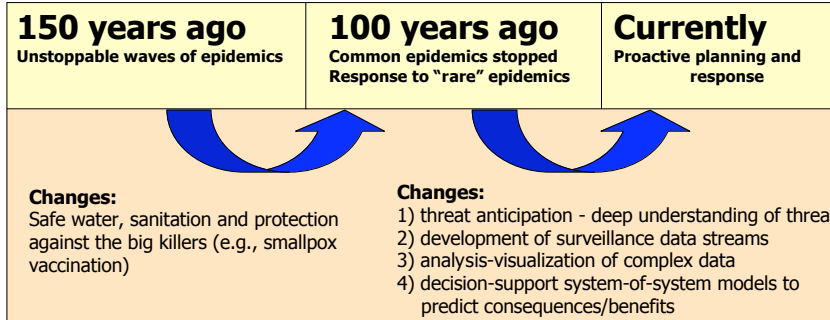 150 years ago
Unstoppable waves of epidemics
100 years ago
Common epidemics stopped
Response to “rare” epidemics
Currently
Proactive planning and
response
Changes:
Safe water, sanitation and protection
against the big killers (e.g., smallpox
vaccination)
Changes:
1) threat anticipation - deep understanding of threa
2) development of surveillance data streams
3) analysis-visualization of complex data
4) decision-support system-of-system models to
predict consequences/benefits